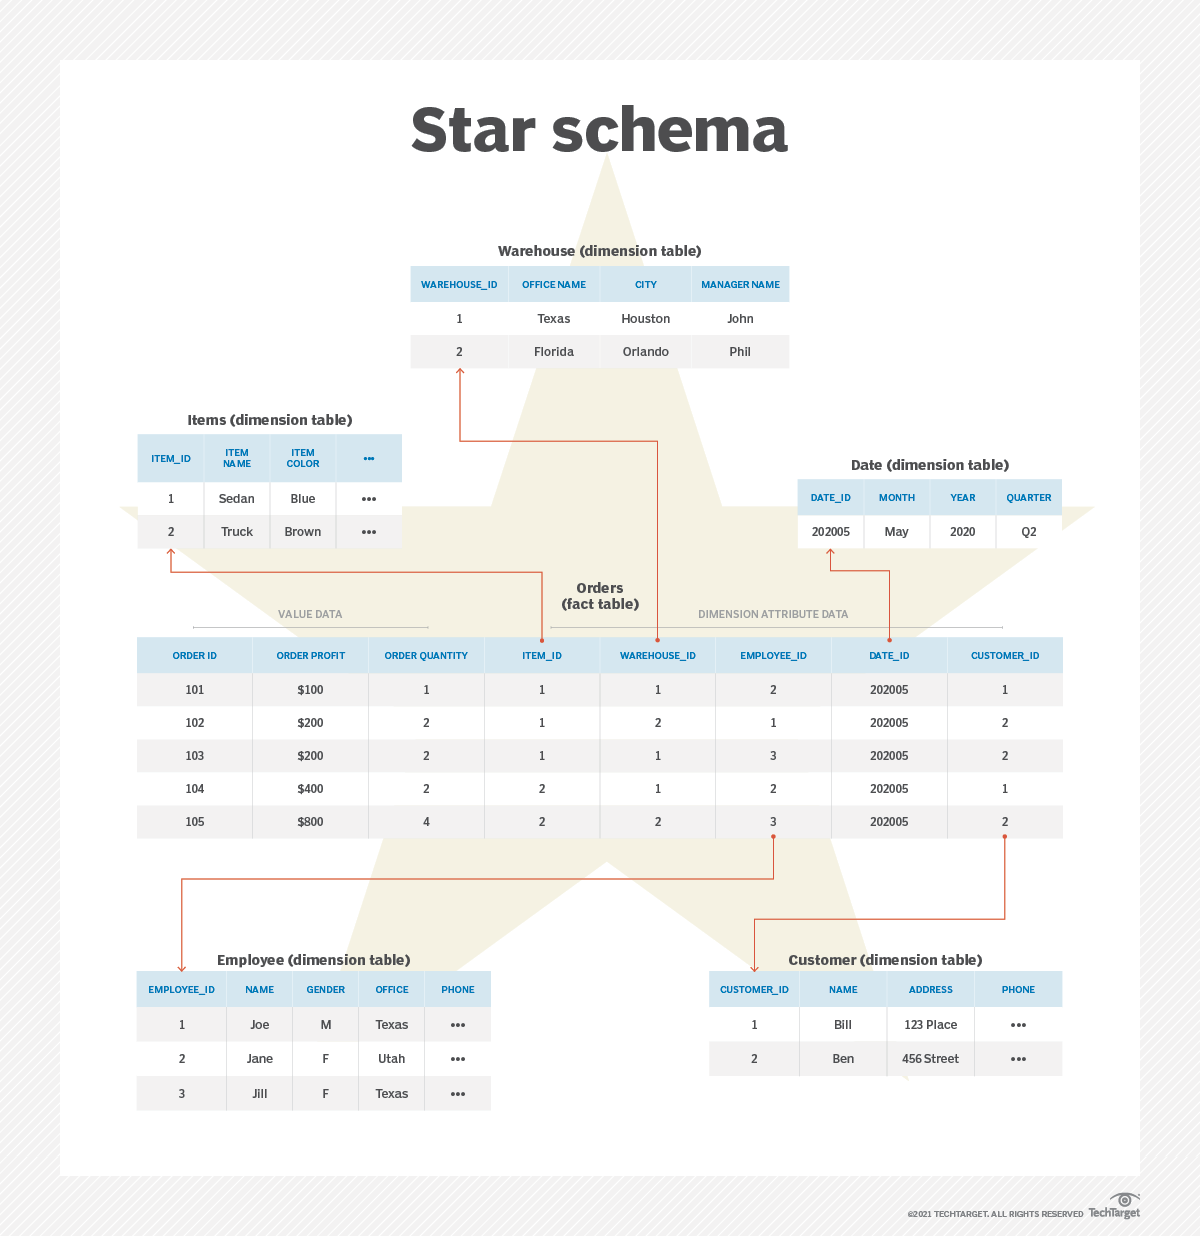 Star schema
Warehouse (dimension table)
WAREHOUSE_ID OFFICE NAME CITY MANAGER NAME
1 Texas Houston John
2 Florida Orlando Phil
Items (dimension table)
ITEM_ID ITEM NAME ITEM COLOR •••
1 Sedan Blue •••
2 Truck Brown •••
Date (dimension table)
DATE_ID MONTH YEAR QUARTER
202005 May 2020 Q2
Orders
(fact table)
VALUE DATA DIMENSION ATTRIBUTE DATA
ORDER ID ORDER PROFIT ORDER QUANTITY ITEM_ID WAREHOUSE_ID EMPLOYEE_ID DATE_ID CUSTOMER_ID
101 $100 1 1 1 2 202005 1
102 $200 2 1 2 1 202005 2
103 $200 2 1 1 3 202005 2
104 $400 2 2 1 2 202005 1
105 $800 4 2 2 3 202005 2
Employee (dimension table)
EMPLOYEE_ID NAME GENDER OFFICE PHONE
1 Joe M Texas •••
2 Jane F Utah •••
3 Jill F Texas •••
Customer (dimension table)
CUSTOMER_ID NAME ADDRESS PHONE
1 Bill 123 Place •••
2 Ben 456 Street •••
©2021 TECHTARGET. ALL RIGHTS RESERVED TechTarget